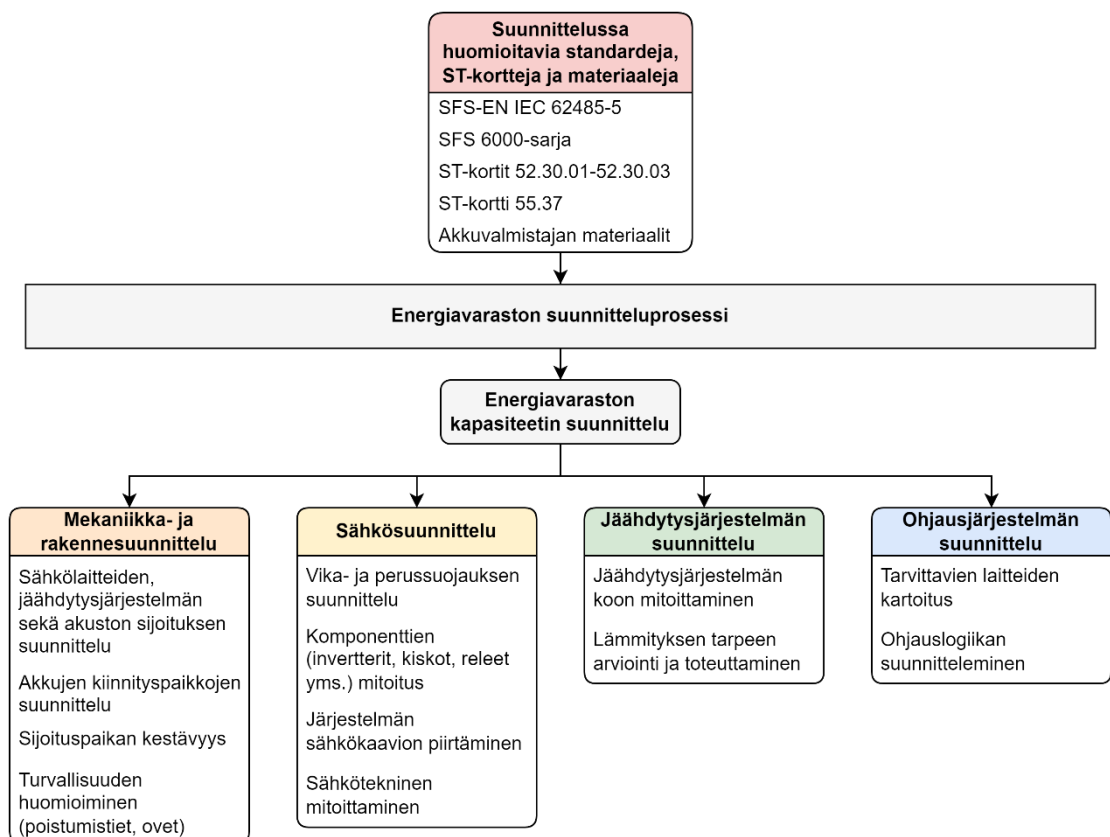 Suunnittelussa
huomioitavia standardeja,
ST-kortteja ja materiaaleja
SFS-EN IEC 62485-5
SFS 6000-sarja
ST-kortit 52.30.01-52.30.03
ST-kortti 55.37
Akkuvalmistajan materiaalit
Energiavaraston suunnitteluprosessi
Energiavaraston
kapasiteetin suunnittelu
Mekaniikka- ja
rakennesuunnittelu
Sähkölaitteiden,
jäähdytysjärjestelmän
sekä akuston sijoituksen
suunnittelu
Akkujen kiinnityspaikkojen
suunnittelu
Sijoituspaikan kestävyys
Turvallisuuden
huomioiminen
(poistumistiet, ovet)
Sähkösuunnittelu
Vika- ja perussuojauksen
suunnittelu
Komponenttien
(invertterit, kiskot, releet
yms.) mitoitus
Järjestelmän
sähkökaavion piirtäminen
Sähkötekninen
mitoittaminen
Jäähdytysjärjestelmän
suunnittelu
Jäähdytysjärjestelmän
koon mitoittaminen
Lämmityksen tarpeen
arviointi ja toteuttaminen
Ohjausjärjestelmän
suunnittelu
Tarvittavien laitteiden
kartoitus
Ohjauslogiikan
suunnitteleminen